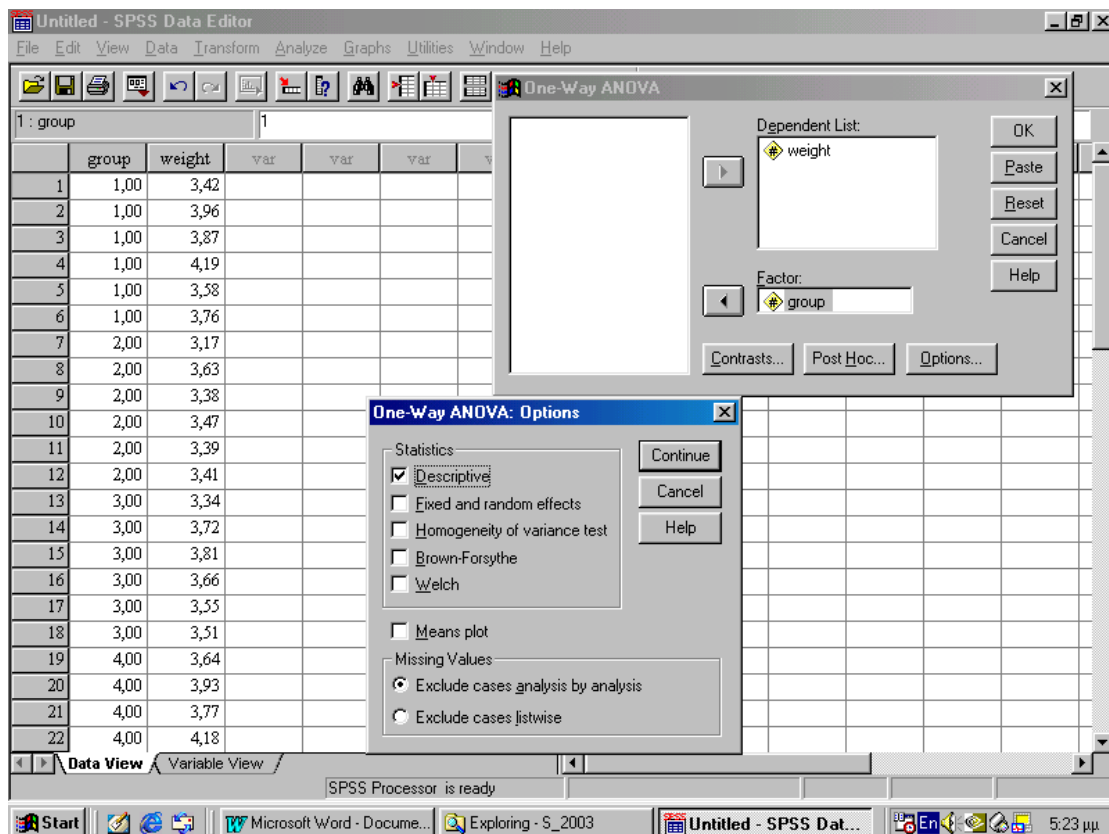 Untitled - SPSS Data Editor
File Edit View Data Transform Analyze Graphs Utilities Window Help
1 : group 1
group weight var var var
1 1,00 3,42
2 1,00 3,96
3 1,00 3,87
4 1,00 4,19
5 1,00 3,58
6 1,00 3,76
7 2,00 3,17
8 2,00 3,63
9 2,00 3,38
10 2,00 3,47
11 2,00 3,39
12 2,00 3,41
13 3,00 3,34
14 3,00 3,72
15 3,00 3,81
16 3,00 3,66
17 3,00 3,55
18 3,00 3,51
19 4,00 3,64
20 4,00 3,93
21 4,00 3,77
22 4,00 4,18
One-Way ANOVA
Dependent List:
weight
Factor:
group
OK
Paste
Reset
Cancel
Help
Contrasts... Post Hoc... Options...
One-Way ANOVA: Options
Statistics
Descriptive
Fixed and random effects
Homogeneity of variance test
Brown-Forsythe
Welch
Means plot
Missing Values
Exclude cases analysis by analysis
Exclude cases listwise
Continue
Cancel
Help
Data View Variable View
SPSS Processor is ready
Start Microsoft Word - Docume... Exploring - S_2003 Untitled - SPSS Dat... En 5:23 μμ